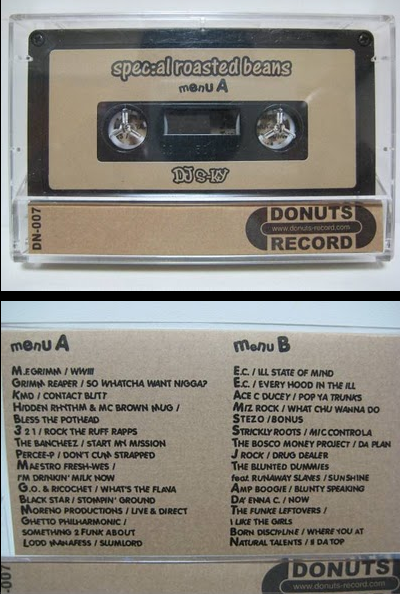 spec:al roasted beans
menu A
DJ S-KY
DN-007
DONUTS
www.donuts-record.com
RECORD
menu A
M.F.GRIMM / WWIII
GRIMM REAPER / SO WHATCHA WANT NIGGA?
KMD / CONTACT BLITT
HIDDEN RHYTHM & MC BROWN MUG /
BLESS THE POTHEAD
3 2 1 / ROCK THE RUFF RAPPS
THE BANCHEEZ / START MY MISSION
PERCEE-P / DON'T CUM STRAPPED
MAESTRO FRESH-WES /
I'M DRINKIN' MILK NOW
G.O. & RICOCHET / WHAT'S THE FLAVA
BLACK STAR / STOMPIN' GROUND
MORENO PRODUCTIONS / LIVE & DIRECT
GHETTO PHILHARMONIC /
SOMETHING 2 FUNK ABOUT
LODD MANAFESS / SLUMLORD
menu B
E.C. / ILL STATE OF MIND
E.C. / EVERY HOOD IN THE ILL
ACE C DUCEY / POP YA TRUNKS
MIZ ROCK / WHAT CHU WANNA DO
STEZO / BONUS
STRICKLY ROOTS / MIC CONTROLA
THE BOSCO MONEY PROJECT / DA PLAN
J ROCK / DRUG DEALER
THE BLUNTED DUMMIES
feat. RUNAWAY SLANES / SUNSHINE
AMP BOOGIE / BLUNTY SPEAKING
DA' ENNA C. / NOW
THE FUNKE LEFTOVERS /
I LIKE THE GIRLS
BORN DISCIPLINE / WHERE YOU AT
NATURAL TALENTS / II DA TOP
-007
DONUTS
www.donuts-record.com